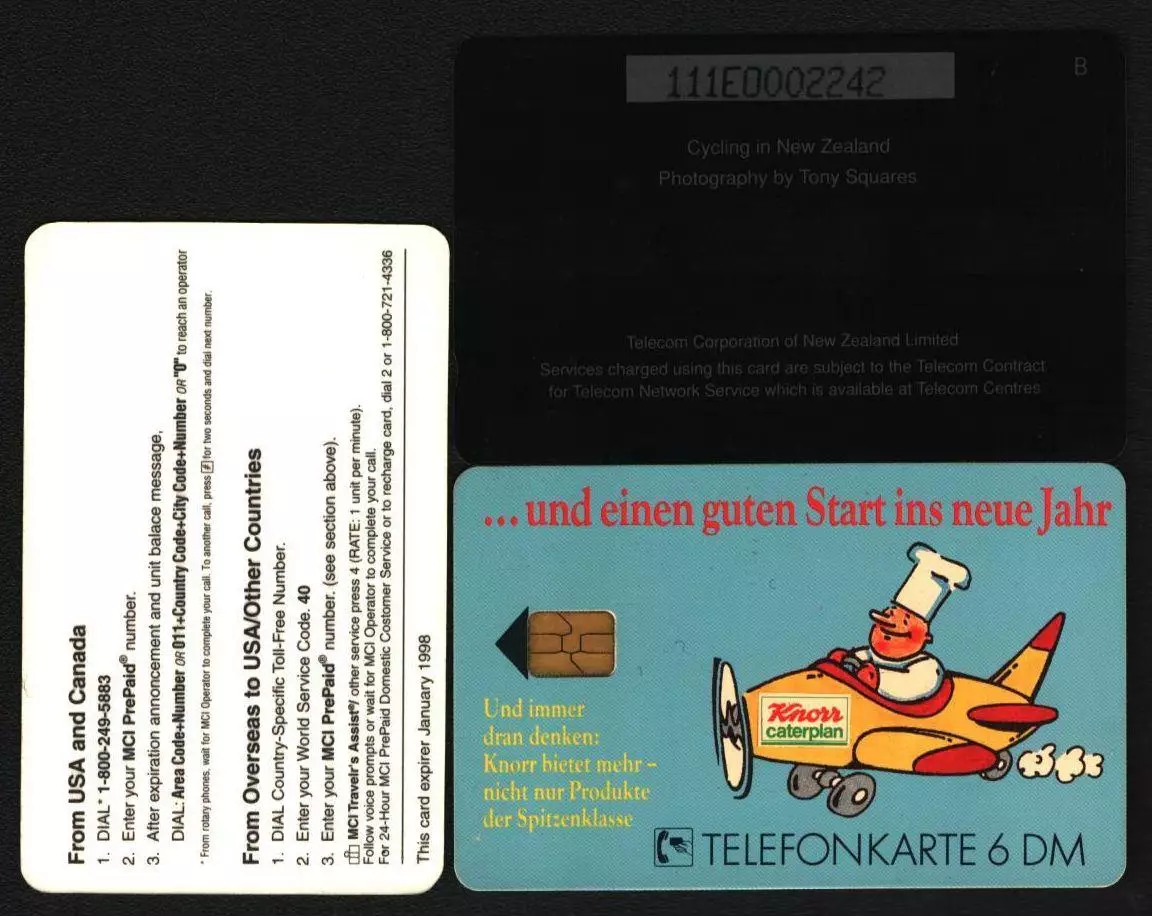 From USA and Canada
1. DIAL* 1-800-249-5883
2. Enter your MCI PrePaid® number.
3. After expiration annoncement and unit balace message,
DIAL: Area Code+Number OR 011+Country Code+City Code+Number OR "0" to reach an operator
* From rotary phones, wait for MCI Operator to complete your call. To another call, press # for two seconds and dial next number.
From Overseas to USA/Other Countries
1. DIAL Country-Specific Toll-Free Number.
2. Enter your World Service Code. 40
3. Enter your MCI PrePaid® number. (see section above).
MCI Travelr's Assist®/ other service press 4 (RATE: 1 unit per minute).
Follow voice prompts or wait for MCI Operator to complete your call.
For 24-Hour MCI PrePaid Domestic Costomer Service or to recharge card, dial 2 or 1-800-721-4336
This card expirer January 1998
111E0002242
B
Cycling in New Zealand
Photography by Tony Squares
Telecom Corporation of New Zealand Limited
Services charged using this card are subject to the Telecom Contract
for Telecom Network Service which is available at Telecom Centres
... und einen guten Start ins neue Jahr
Knorr
caterplan
Und immer
dran denken:
Knorr bietet mehr –
nicht nur Produkte
der Spitzenklasse
TELEFONKARTE 6 DM